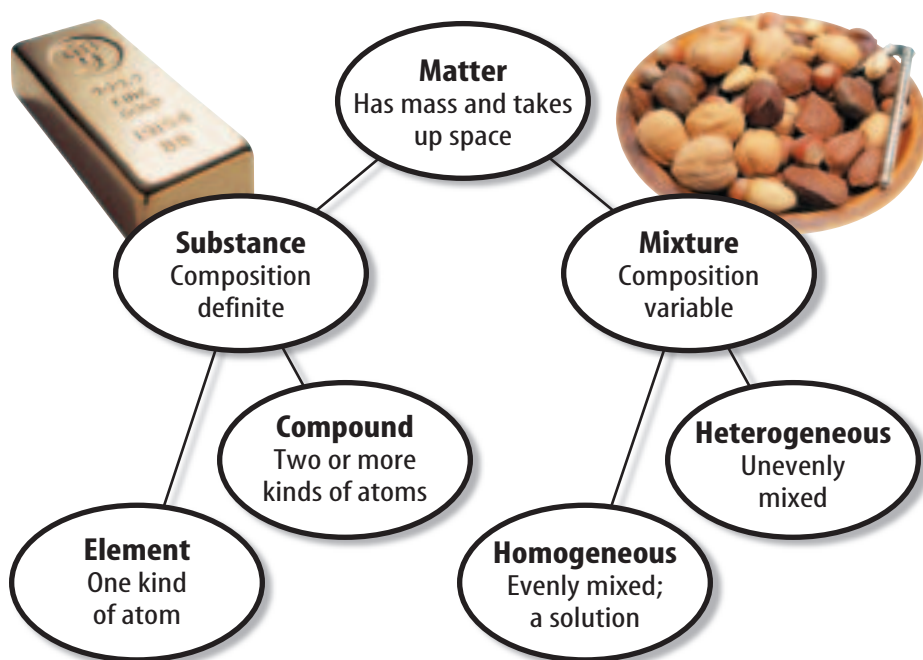 Matter
Has mass and takes
up space
Substance
Composition
definite
Mixture
Composition
variable
Compound
Two or more
kinds of atoms
Heterogeneous
Unevenly
mixed
Element
One kind
of atom
Homogeneous
Evenly mixed;
a solution